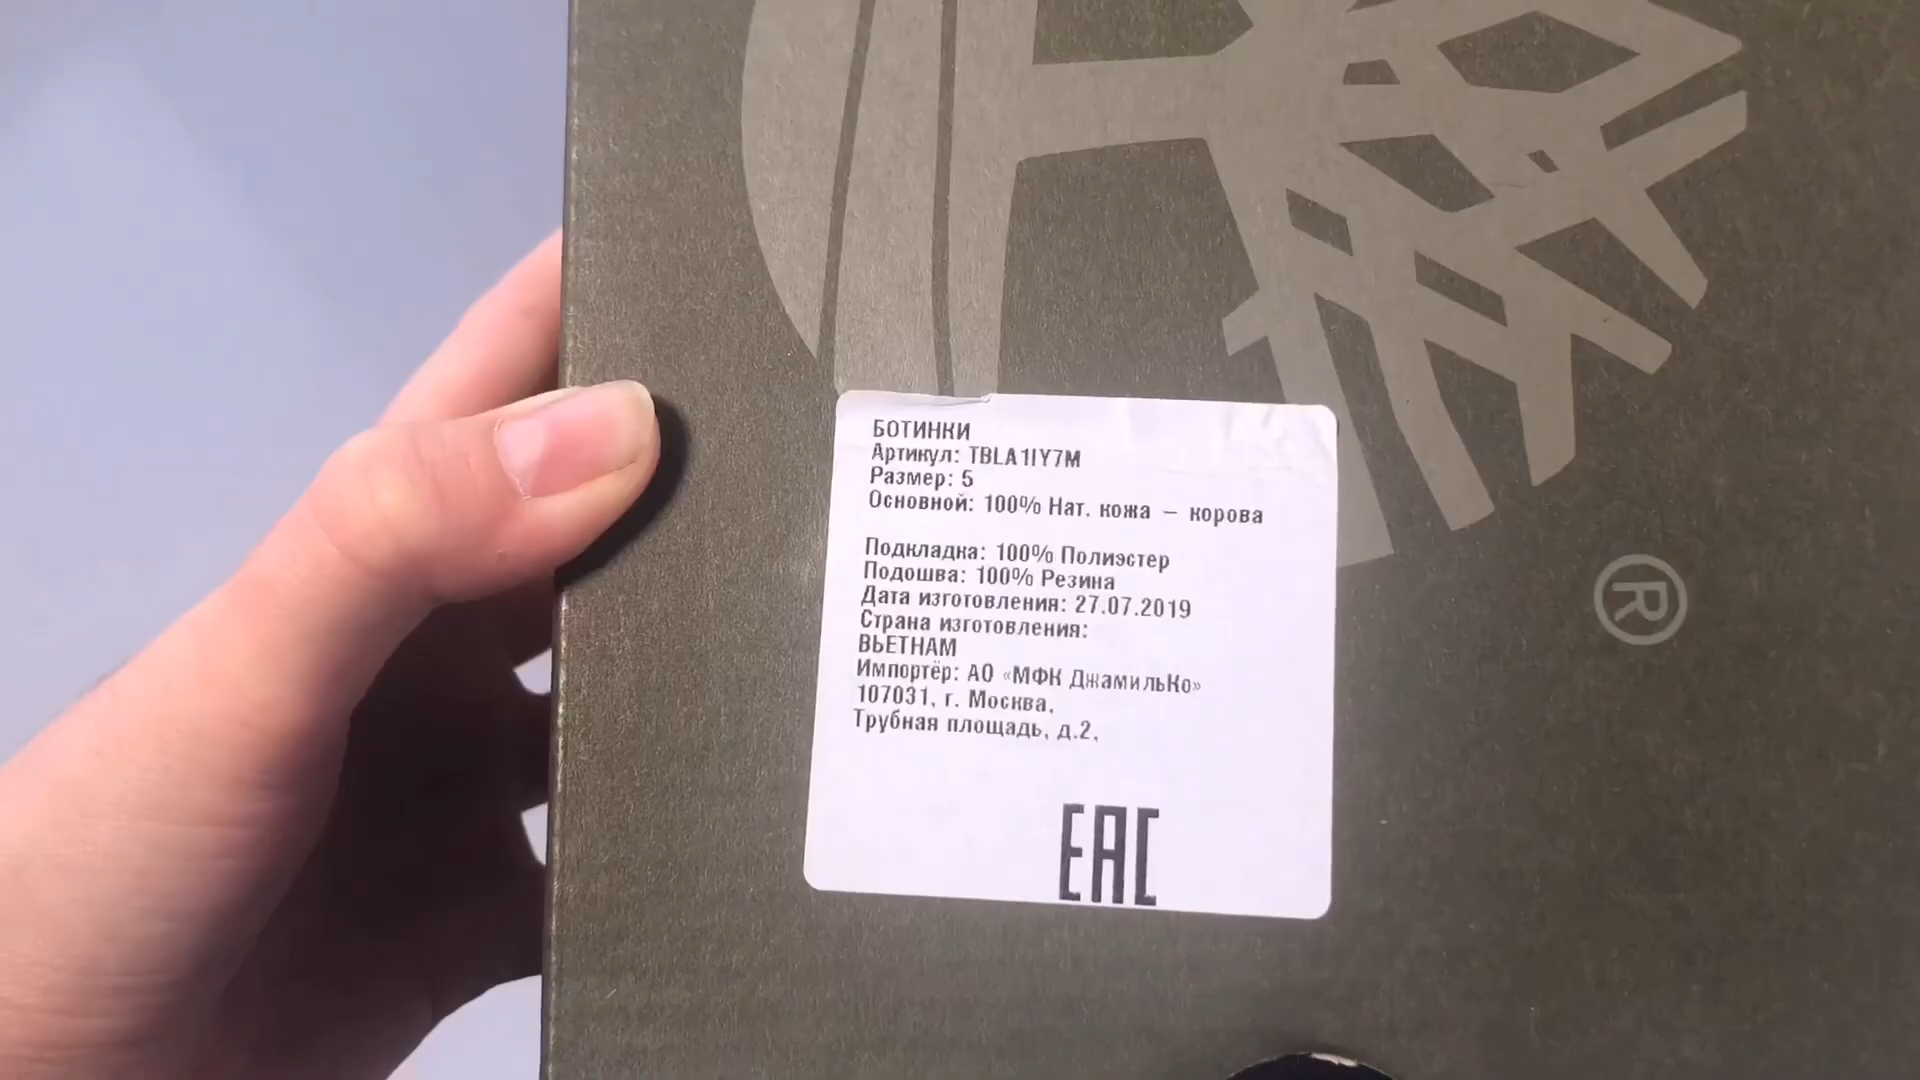 БОТИНКИ
Артикул: TBLA1IY7M
Размер: 5
Основной: 100% Нат. кожа – корова
Подкладка: 100% Полиэстер
Подошва: 100% Резина
Дата изготовления: 27.07.2019
Страна изготовления:
ВЬЕТНАМ
Импортёр: АО «МФК ДжамильКо»
107031, г. Москва,
Трубная площадь, д.2,
EAC
®